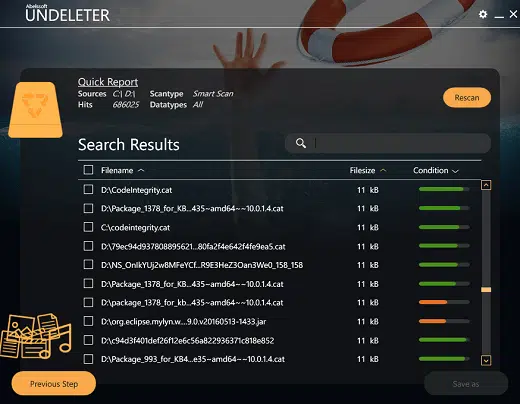 Abelssoft
UNDELETER
Quick Report
Sources C:\ D:\ Scantype Smart Scan
Hits 686025 Datatypes All
Rescan
Search Results
Filename Filesize Condition
D:\CodeIntegrity.cat 11 kB
D:\Package_1378_for_KB...435~amd64~~10.0.1.4.cat 11 kB
C:\codeintegrity.cat 11 kB
D:\79ec94d937808895621...80fa2f4e642f4fe9ea5.cat 11 kB
D:\NS_OnIkYUj2w8MFeYCf...R9E3HeZ3Oan3We0_158_158 11 kB
D:\Package_1378_for_KB...435~amd64~~10.0.1.4.cat 11 kB
D:\package_1378_for_kb...435~amd64~~10.0.1.4.cat 11 kB
D:\org.eclipse.mylyn.w...9.0.v20160513-1433.jar 11 kB
D:\c94d3f401def26f12e6c56a822936371c818e852 11 kB
D:\Package_993_for_KB4...e35~amd64~~10.0.1.4.cat 11 kB
Previous Step
Save as